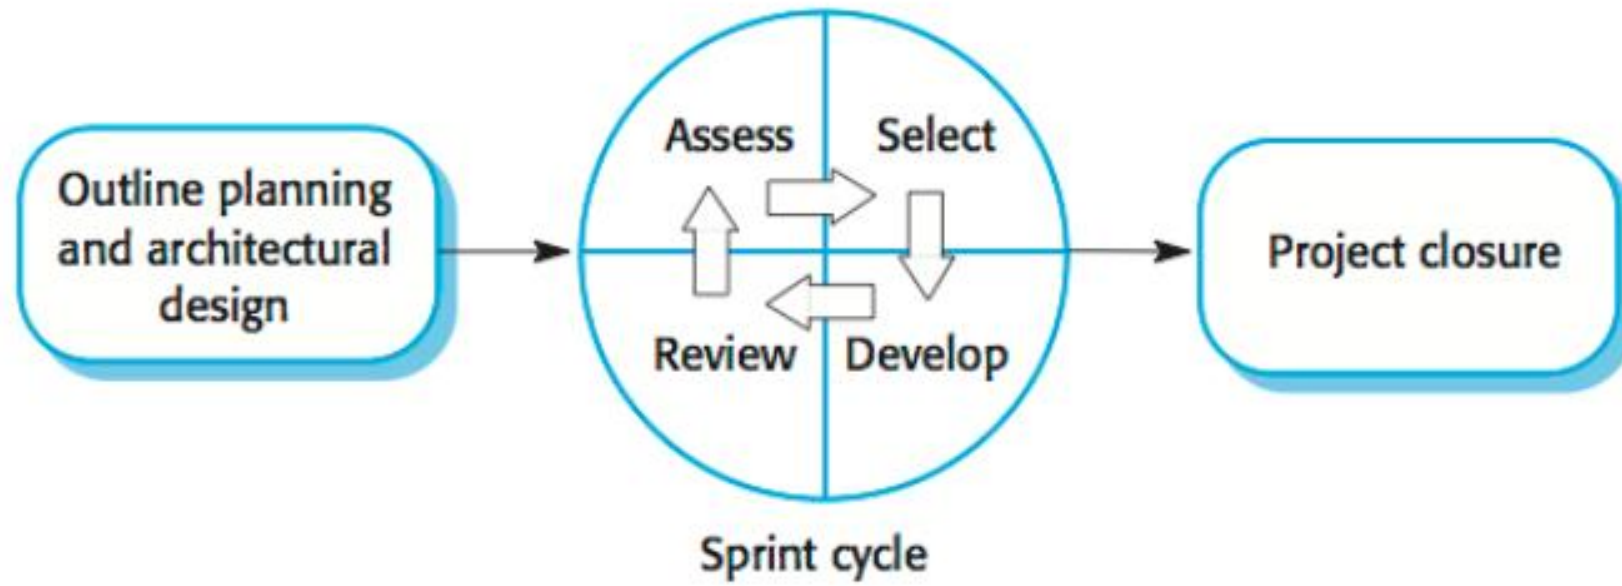 Outline planning
and architectural
design
Assess
Select
Review
Develop
Sprint cycle
Project closure